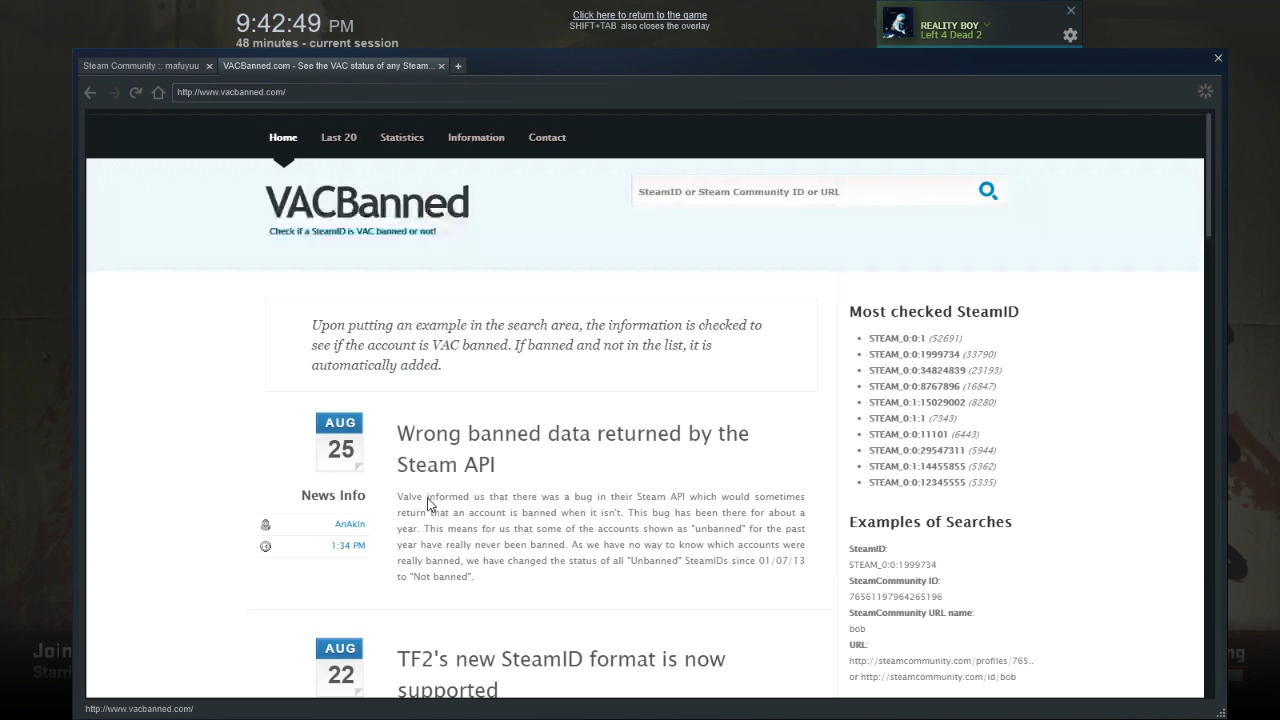 9:42:49 PM
48 minutes - current session
Click here to return to the game
SHIFT+TAB also closes the overlay
REALITY BOY
Left 4 Dead 2
Steam Community :: mafuyuu
VACBanned.com - See the VAC status of any Steam...
http://www.vacbanned.com/
Home
Last 20
Statistics
Information
Contact
VACBanned
Check if a SteamID is VAC banned or not!
SteamID or Steam Community ID or URL
Upon putting an example in the search area, the information is checked to
see if the account is VAC banned. If banned and not in the list, it is
automatically added.
AUG
25
News Info
AnAkIn
1:34 PM
Wrong banned data returned by the
Steam API
Valve informed us that there was a bug in their Steam API which would sometimes
return that an account is banned when it isn't. This bug has been there for about a
year. This means for us that some of the accounts shown as "unbanned" for the past
year have really never been banned. As we have no way to know which accounts were
really banned, we have changed the status of all "Unbanned" SteamIDs since 01/07/13
to "Not banned".
AUG
22
TF2's new SteamID format is now
supported
Most checked SteamID
STEAM_0:0:1 (52691)
STEAM_0:0:1999734 (33790)
STEAM_0:0:34824839 (23193)
STEAM_0:0:8767896 (16847)
STEAM_0:1:15029002 (8280)
STEAM_0:1:1 (7343)
STEAM_0:0:11101 (6443)
STEAM_0:0:29547311 (5944)
STEAM_0:1:14455855 (5362)
STEAM_0:0:12345555 (5335)
Examples of Searches
SteamID:
STEAM_0:0:1999734
SteamCommunity ID:
76561197964265196
SteamCommunity URL name:
bob
URL:
http://steamcommunity.com/profiles/765..
or http://steamcommunity.com/id/bob
Join
Starri
ng
http://www.vacbanned.com/